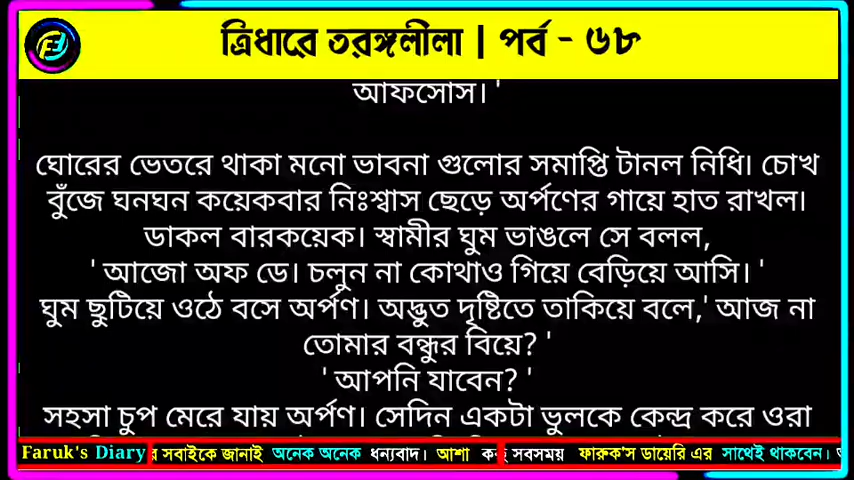 ত্রিধারে তরঙ্গলীলা | পর্ব - ৬৮
আফসোস। '
ঘোরের ভেতরে থাকা মনো ভাবনা গুলোর সমাপ্তি টানল নিধি। চোখ
বুঁজে ঘনঘন কয়েকবার নিঃশ্বাস ছেড়ে অর্পণের গায়ে হাত রাখল।
ডাকল বারকয়েক। স্বামীর ঘুম ভাঙলে সে বলল,
' আজো অফ ডে। চলুন না কোথাও গিয়ে বেড়িয়ে আসি। '
ঘুম ছুটিয়ে ওঠে বসে অর্পণ। অদ্ভুত দৃষ্টিতে তাকিয়ে বলে,' আজ না
তোমার বন্ধুর বিয়ে? '
' আপনি যাবেন? '
সহসা চুপ মেরে যায় অর্পণ। সেদিন একটা ভুলকে কেন্দ্র করে ওরা
Faruk's Diary র সবাইকে জানাই অনেক অনেক ধন্যবাদ। আশা সবসময় ফারুক'স ডায়েরি এর সাথেই থাকবেন।